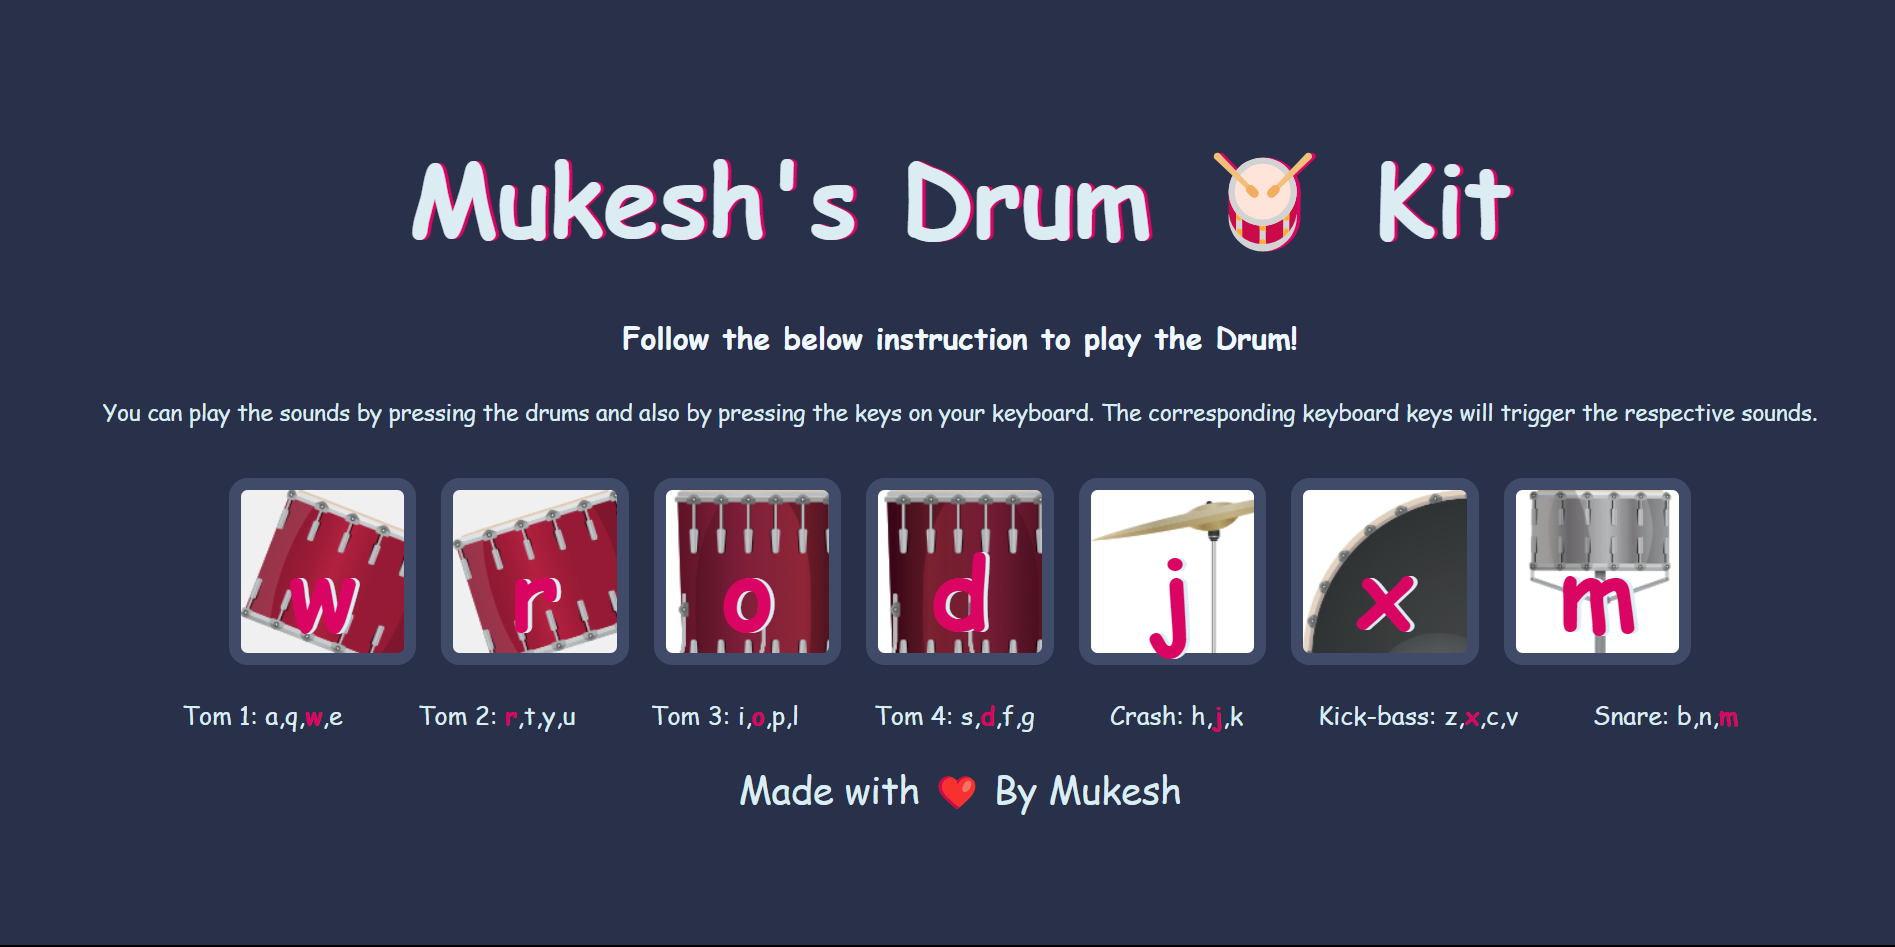 Mukesh's Drum 🥁 Kit
Follow the below instruction to play the Drum!
You can play the sounds by pressing the drums and also by pressing the keys on your keyboard. The corresponding keyboard keys will trigger the respective sounds.
w r o d j x m
Tom 1: a,q,w,e Tom 2: r,t,y,u Tom 3: i,o,p,l Tom 4: s,d,f,g Crash: h,j,k Kick-bass: z,x,c,v Snare: b,n,m
Made with ❤️ By Mukesh